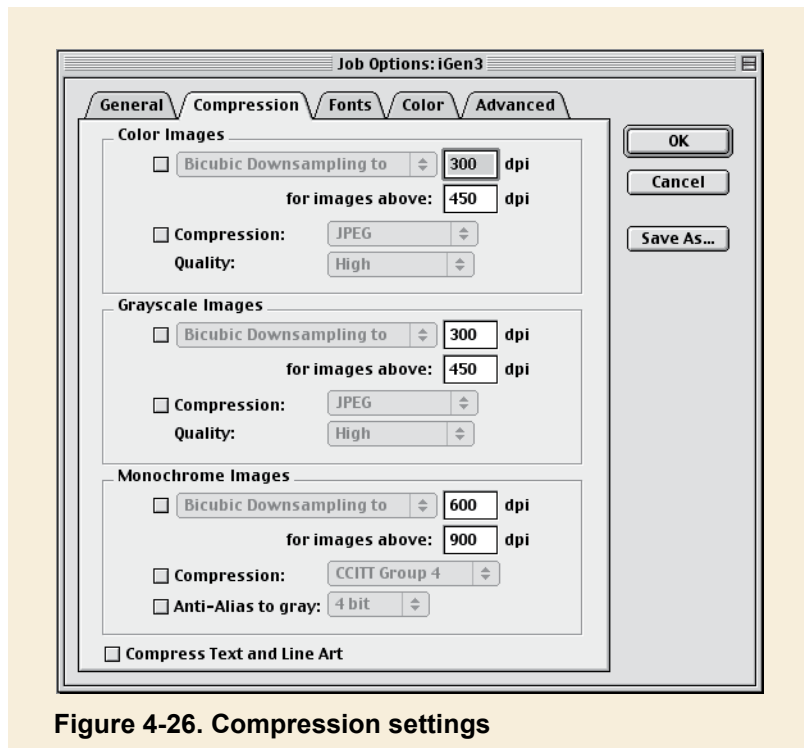 Job Options: iGen3
General Compression Fonts Color Advanced
Color Images
Bicubic Downsampling to 300 dpi
for images above: 450 dpi
Compression: JPEG
Quality: High
Grayscale Images
Bicubic Downsampling to 300 dpi
for images above: 450 dpi
Compression: JPEG
Quality: High
Monochrome Images
Bicubic Downsampling to 600 dpi
for images above: 900 dpi
Compression: CCITT Group 4
Anti-Alias to gray: 4 bit
Compress Text and Line Art
OK
Cancel
Save As...
Figure 4-26. Compression settings